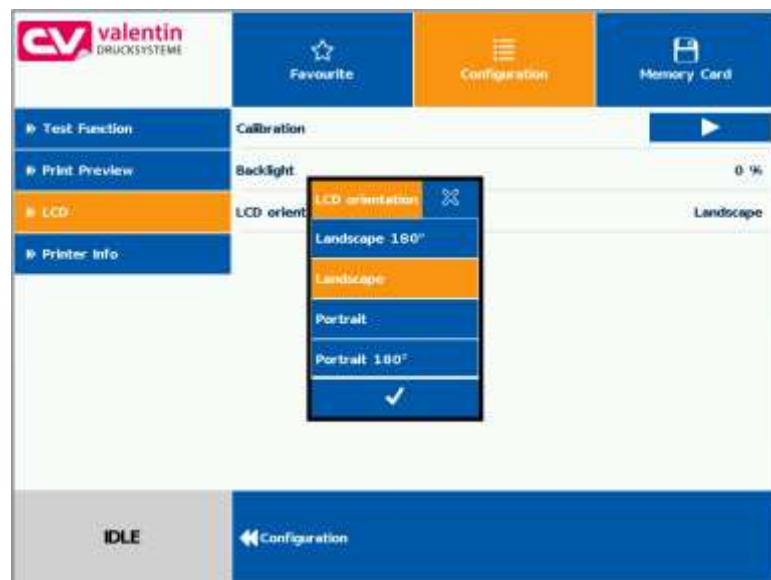 CV valentin
DRUCKSYSTEME
Favourite
Configuration
Memory Card
Test Function
Print Preview
LCD
Printer Info
Calibration
Backlight
0 %
LCD orient
Landscape
LCD orientation
Landscape 180°
Landscape
Portrait
Portrait 180°
IDLE
Configuration